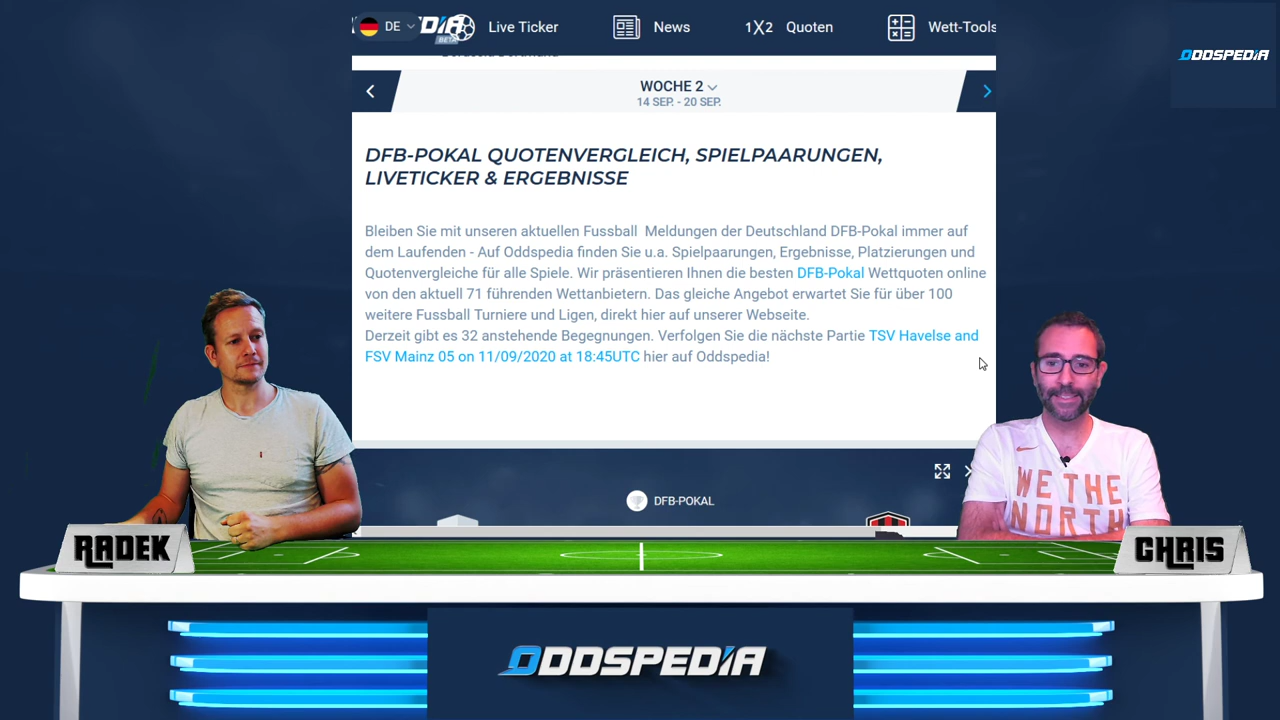 DE
BETA
Live Ticker
News
1X2 Quoten
Wett-Tools
ODDSPEDIA
WOCHE 2
14 SEP. - 20 SEP.
DFB-POKAL QUOTENVERGLEICH, SPIELPAARUNGEN,
LIVETICKER & ERGEBNISSE
Bleiben Sie mit unseren aktuellen Fussball Meldungen der Deutschland DFB-Pokal immer auf
dem Laufenden - Auf Oddspedia finden Sie u.a. Spielpaarungen, Ergebnisse, Platzierungen und
Quotenvergleiche für alle Spiele. Wir präsentieren Ihnen die besten DFB-Pokal Wettquoten online
von den aktuell 71 führenden Wettanbietern. Das gleiche Angebot erwartet Sie für über 100
weitere Fussball Turniere und Ligen, direkt hier auf unserer Webseite.
Derzeit gibt es 32 anstehende Begegnungen. Verfolgen Sie die nächste Partie TSV Havelse and
FSV Mainz 05 on 11/09/2020 at 18:45UTC hier auf Oddspedia!
DFB-POKAL
WE THE
NORTH
RADEK
CHRIS
ODDSPEDIA